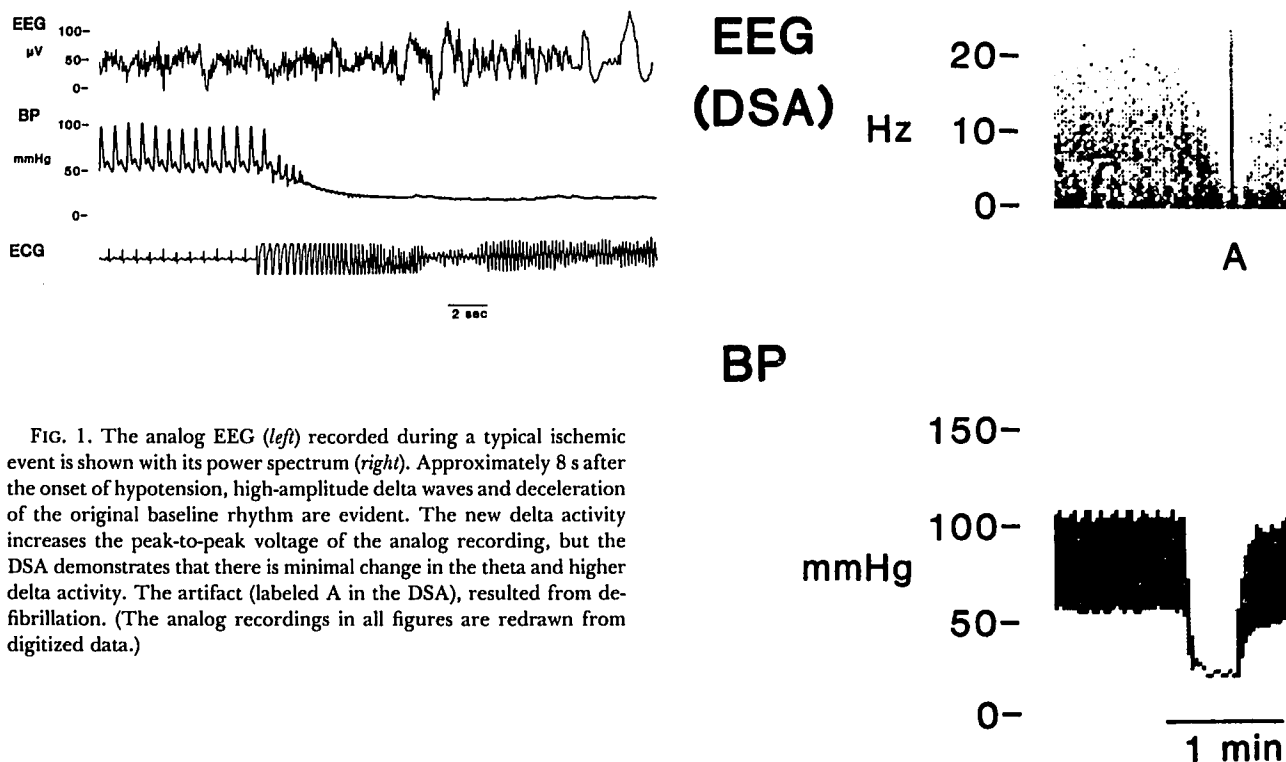 EEG
μV
100-
50-
0-
BP
mmHg
100-
50-
0-
ECG
2 sec
EEG
(DSA)
Hz
20-
10-
0-
A
BP
mmHg
150-
100-
50-
0-
1 min
FIG. 1. The analog EEG (left) recorded during a typical ischemic
event is shown with its power spectrum (right). Approximately 8 s after
the onset of hypotension, high-amplitude delta waves and deceleration
of the original baseline rhythm are evident. The new delta activity
increases the peak-to-peak voltage of the analog recording, but the
DSA demonstrates that there is minimal change in the theta and higher
delta activity. The artifact (labeled A in the DSA), resulted from de-
fibrillation. (The analog recordings in all figures are redrawn from
digitized data.)